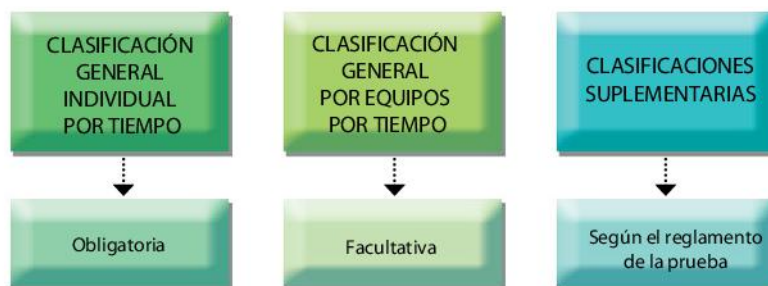 CLASIFICACIÓN
GENERAL
INDIVIDUAL
POR TIEMPO
CLASIFICACIÓN
GENERAL
POR EQUIPOS
POR TIEMPO
CLASIFICACIONES
SUPLEMENTARIAS
Obligatoria
Facultativa
Según el reglamento
de la prueba